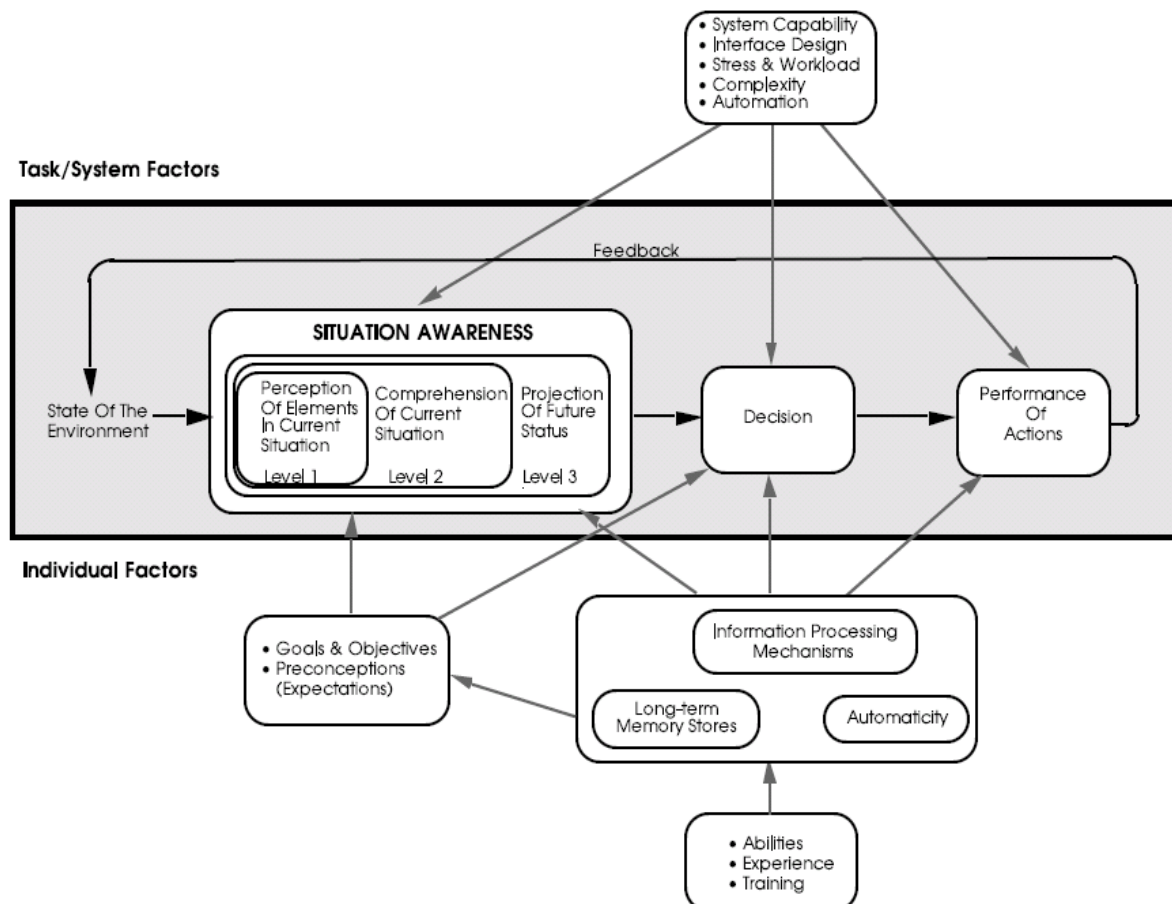 • System Capability
• Interface Design
• Stress & Workload
• Complexity
• Automation
Task/System Factors
Feedback
SITUATION AWARENESS
Perception
Of Elements
In Current
Situation
Level 1
Comprehension
Of Current
Situation
Level 2
Projection
Of Future
Status
Level 3
State Of The
Environment
Decision
Performance
Of
Actions
Individual Factors
• Goals & Objectives
• Preconceptions
(Expectations)
Information Processing
Mechanisms
Long-term
Memory Stores
Automaticity
• Abilities
• Experience
• Training